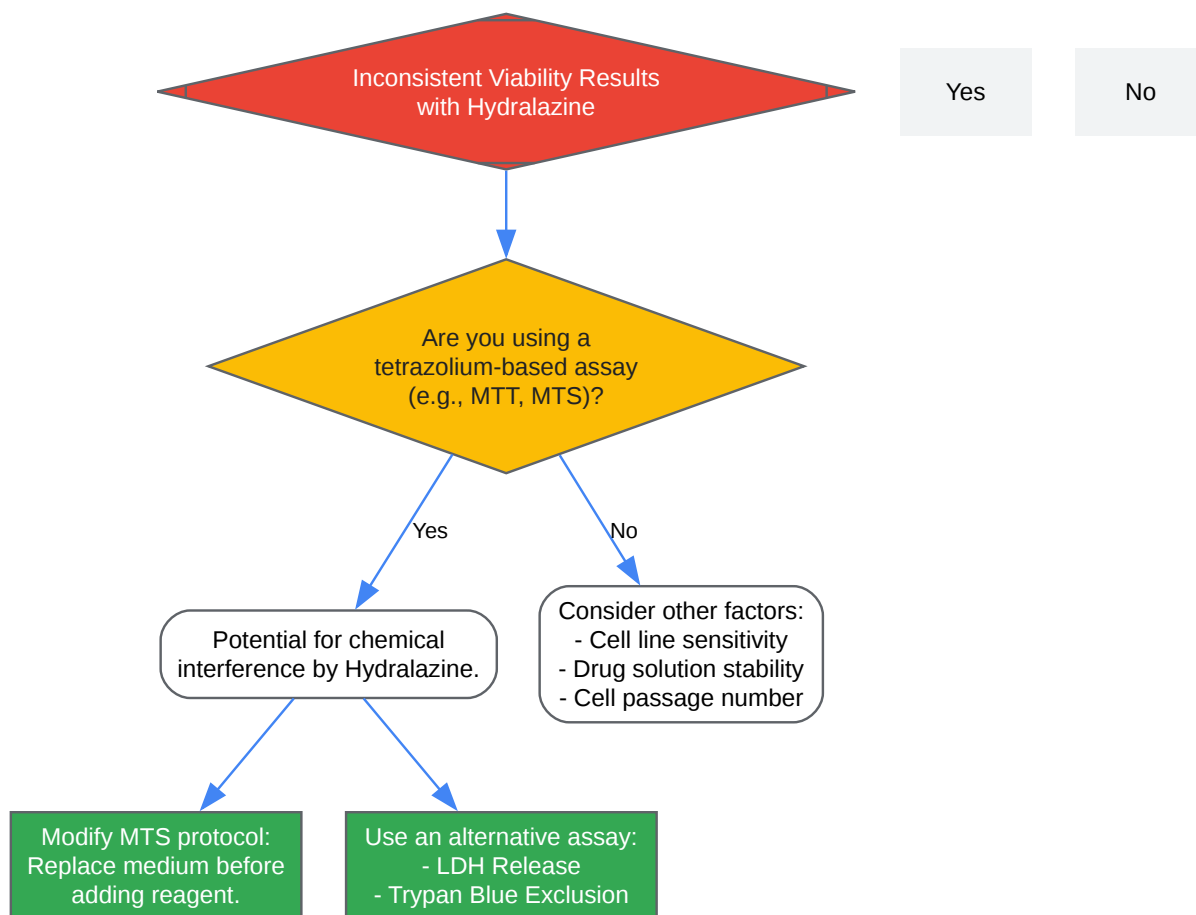 Inconsistent Viability Results
with Hydralazine
Yes
No
Are you using a
tetrazolium-based assay
(e.g., MTT, MTS)?
Yes
No
Potential for chemical
interference by Hydralazine.
Consider other factors:
- Cell line sensitivity
- Drug solution stability
- Cell passage number
Modify MTS protocol:
Replace medium before
adding reagent.
Use an alternative assay:
- LDH Release
- Trypan Blue Exclusion